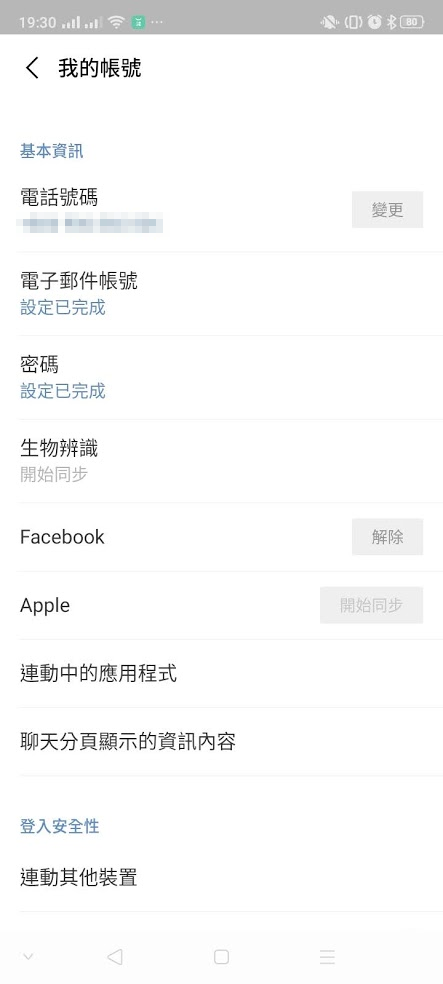 19:30
80
我的帳號
基本資訊
電話號碼
變更
電子郵件帳號
設定已完成
密碼
設定已完成
生物辨識
開始同步
Facebook
解除
Apple
開始同步
連動中的應用程式
聊天分頁顯示的資訊內容
登入安全性
連動其他裝置